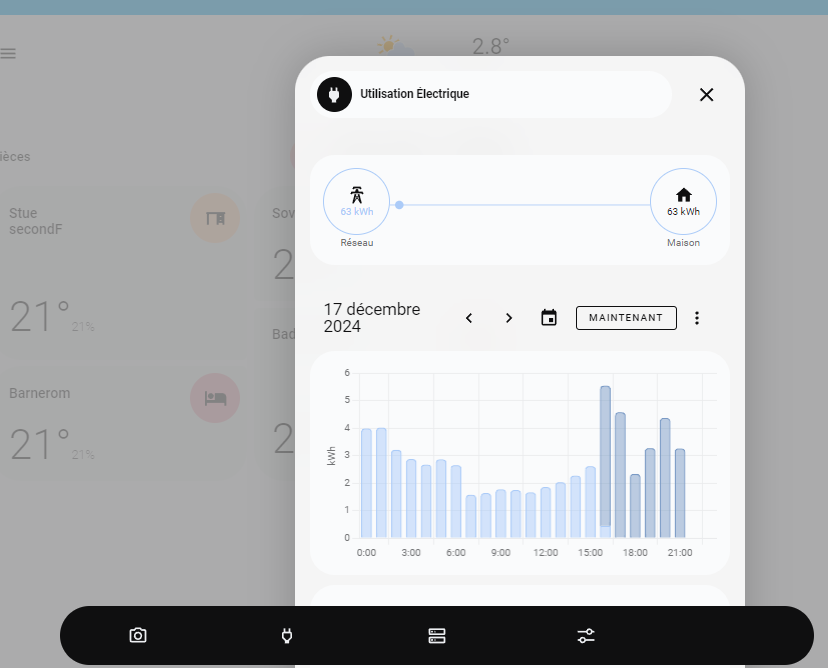 2.8°
Utilisation Électrique
ièces
63 kWh
63 kWh
Réseau
Maison
Stue
secondF
Sov
21° 21%
2
17 décembre
2024
MAINTENANT
Bad
Barnerom
21° 21%
2
kWh
6
5
4
3
2
1
0
0:00 3:00 6:00 9:00 12:00 15:00 18:00 21:00